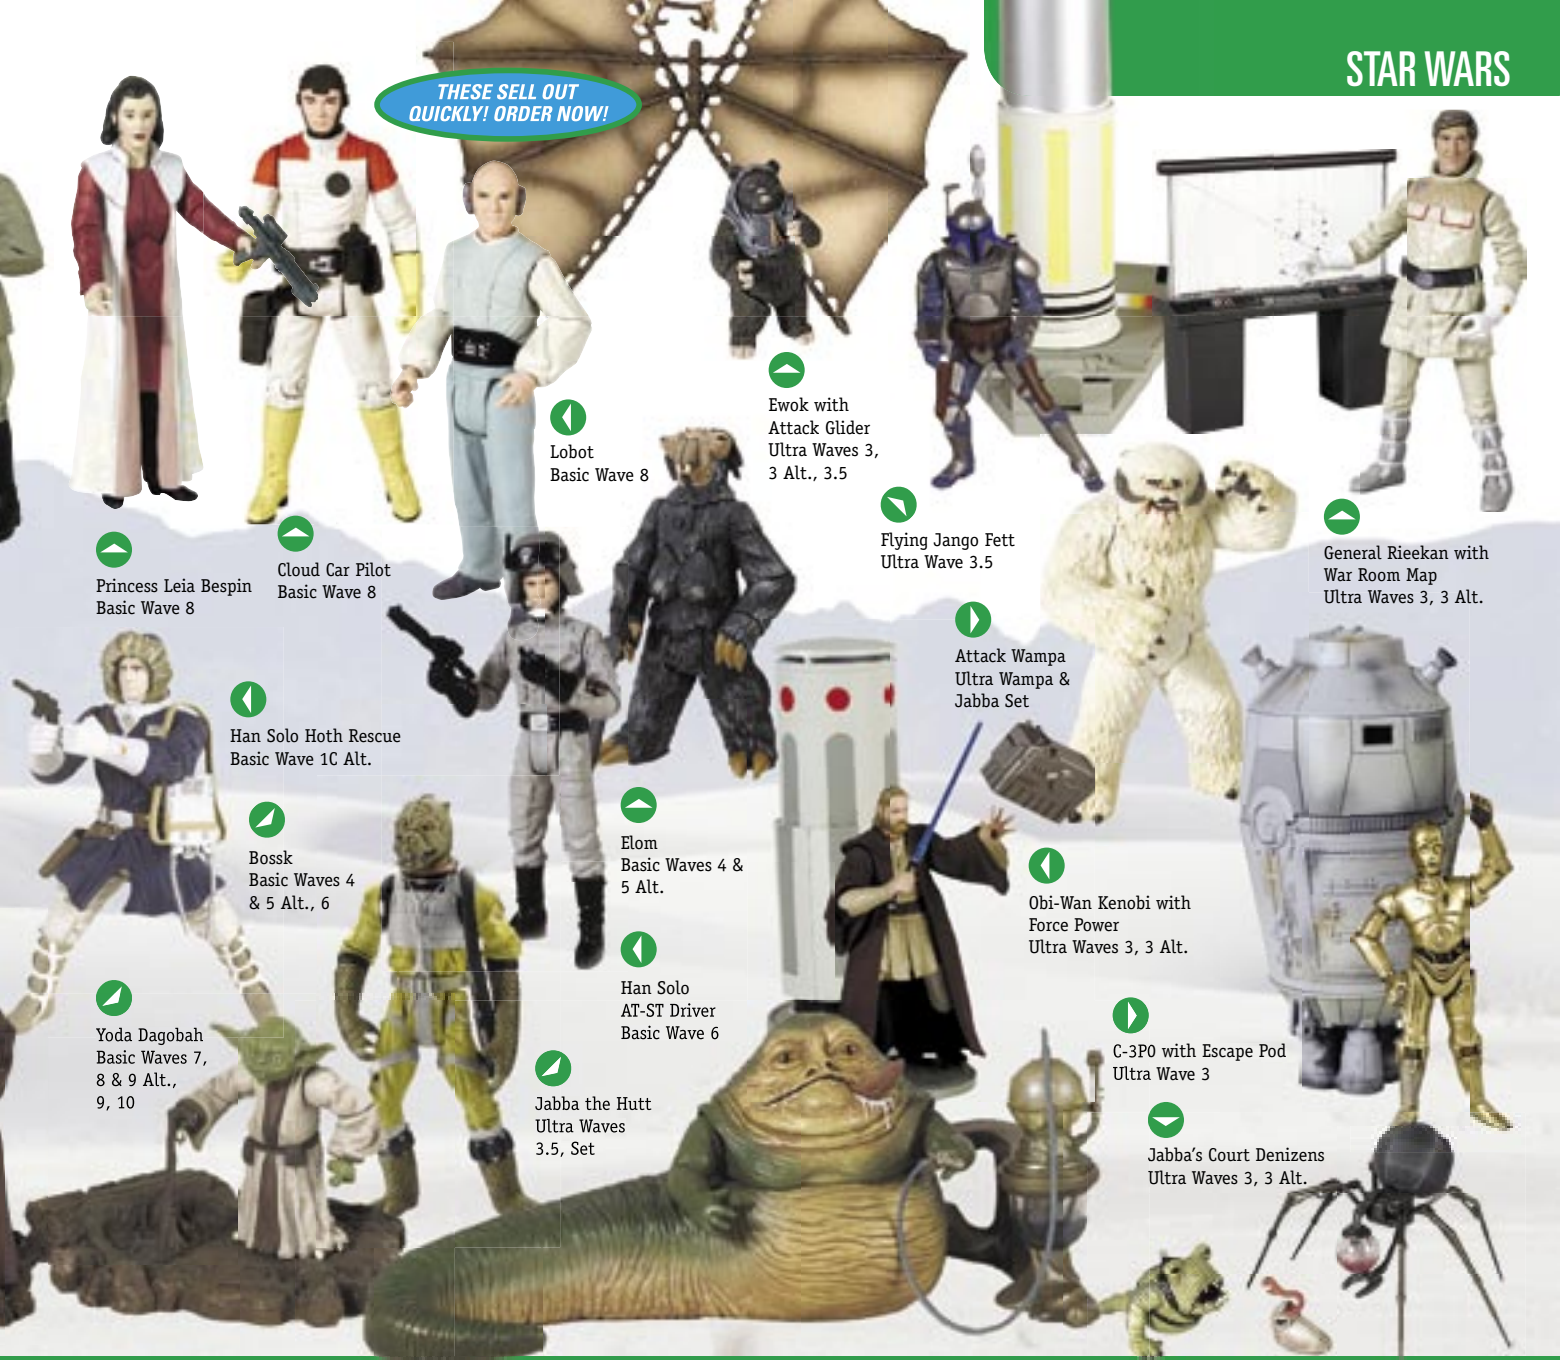 STAR WARS
THESE SELL OUT
QUICKLY! ORDER NOW!
Ewok with
Attack Glider
Ultra Waves 3,
3 Alt., 3.5
Lobot
Basic Wave 8
Flying Jango Fett
Ultra Wave 3.5
General Rieekan with
War Room Map
Ultra Waves 3, 3 Alt.
Princess Leia Bespin
Basic Wave 8
Cloud Car Pilot
Basic Wave 8
Attack Wampa
Ultra Wampa &
Jabba Set
Han Solo Hoth Rescue
Basic Wave 1C Alt.
Bossk
Basic Waves 4
& 5 Alt., 6
Elom
Basic Waves 4 &
5 Alt.
Obi-Wan Kenobi with
Force Power
Ultra Waves 3, 3 Alt.
Han Solo
AT-ST Driver
Basic Wave 6
Yoda Dagobah
Basic Waves 7,
8 & 9 Alt.,
9, 10
C-3PO with Escape Pod
Ultra Wave 3
Jabba the Hutt
Ultra Waves
3.5, Set
Jabba's Court Denizens
Ultra Waves 3, 3 Alt.